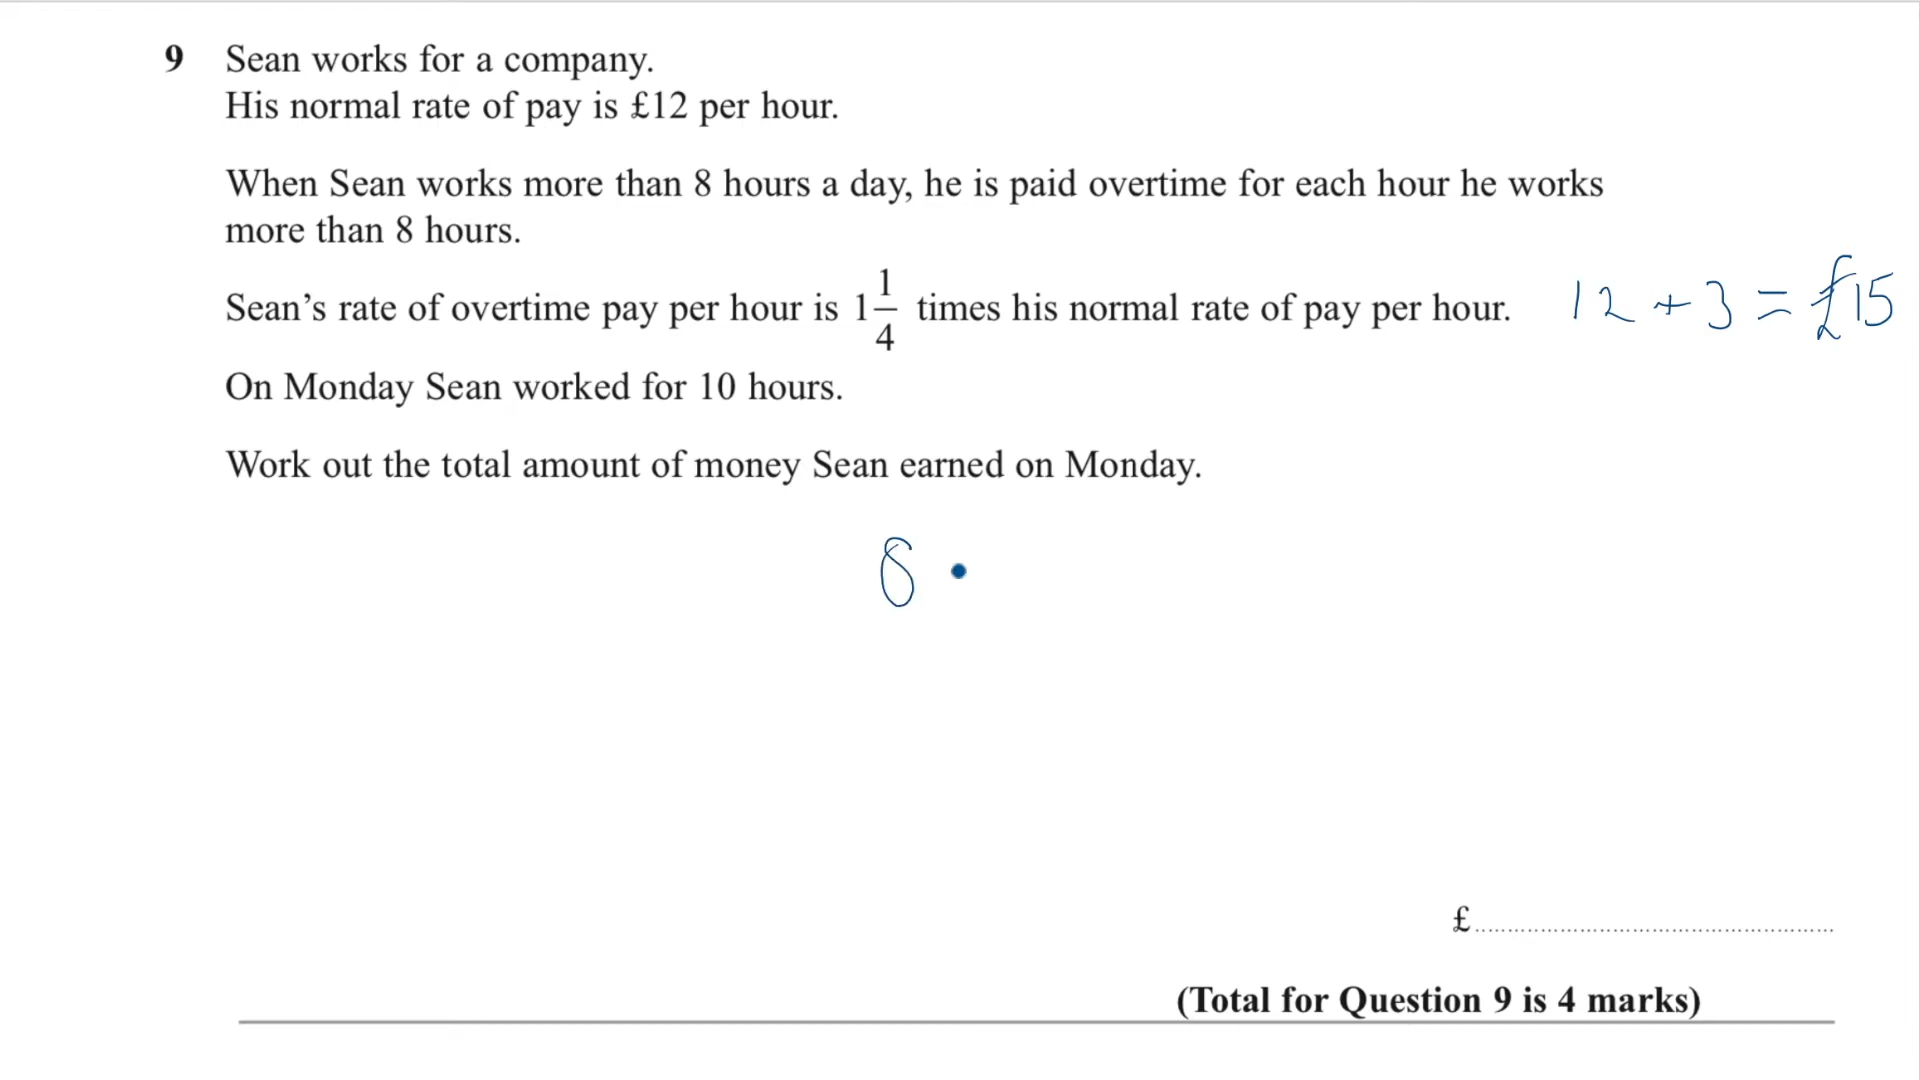 9 Sean works for a company.
His normal rate of pay is £12 per hour.
When Sean works more than 8 hours a day, he is paid overtime for each hour he works
more than 8 hours.
Sean’s rate of overtime pay per hour is 1 1/4 times his normal rate of pay per hour. 12 + 3 = £15
On Monday Sean worked for 10 hours.
Work out the total amount of money Sean earned on Monday.
8
£..........................................................
(Total for Question 9 is 4 marks)